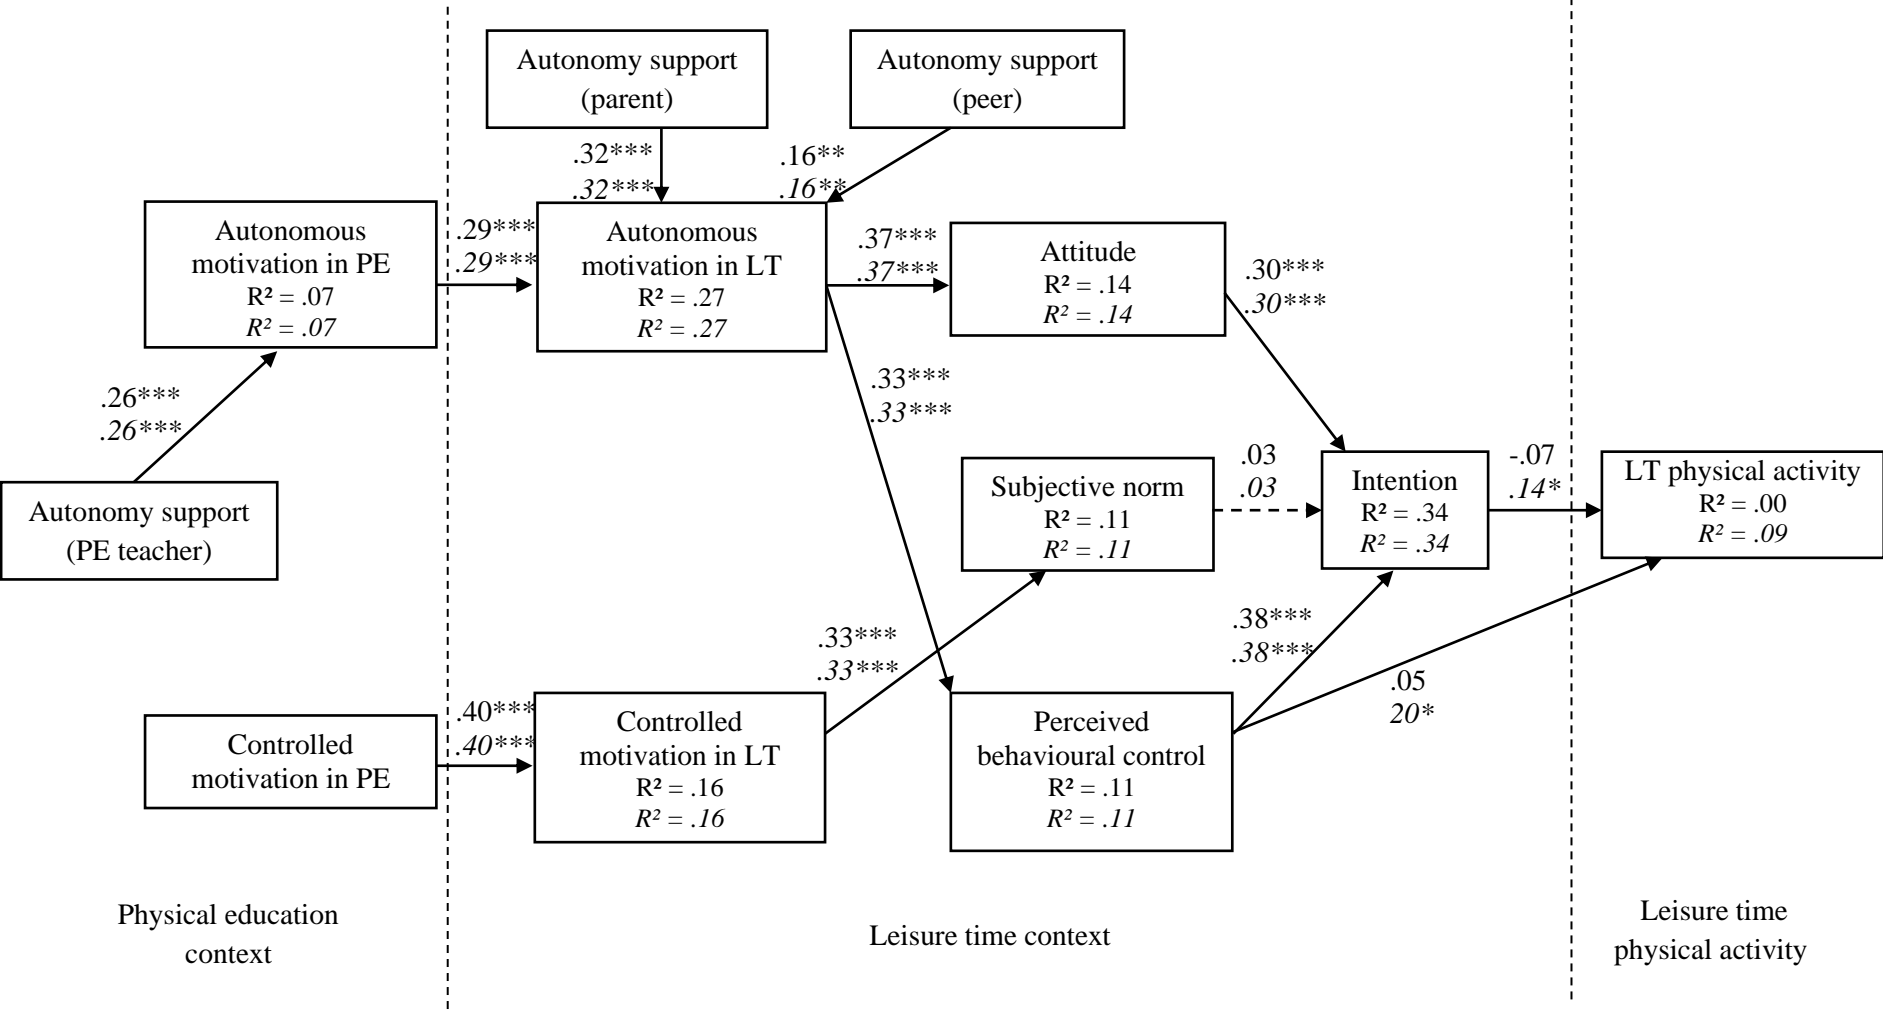 Autonomy support
(parent)
Autonomy support
(peer)
.32***
.32***
.16**
.16**
Autonomous
motivation in PE
R² = .07
R² = .07
.29***
.29***
Autonomous
motivation in LT
R² = .27
R² = .27
.37***
.37***
Attitude
R² = .14
R² = .14
.30***
.30***
.26***
.26***
.33***
.33***
Autonomy support
(PE teacher)
Subjective norm
R² = .11
R² = .11
.03
.03
Intention
R² = .34
R² = .34
-.07
.14*
LT physical activity
R² = .00
R² = .09
.33***
.33***
.38***
.38***
.05
20*
Controlled
motivation in PE
.40***
.40***
Controlled
motivation in LT
R² = .16
R² = .16
Perceived
behavioural control
R² = .11
R² = .11
Physical education
context
Leisure time context
Leisure time
physical activity